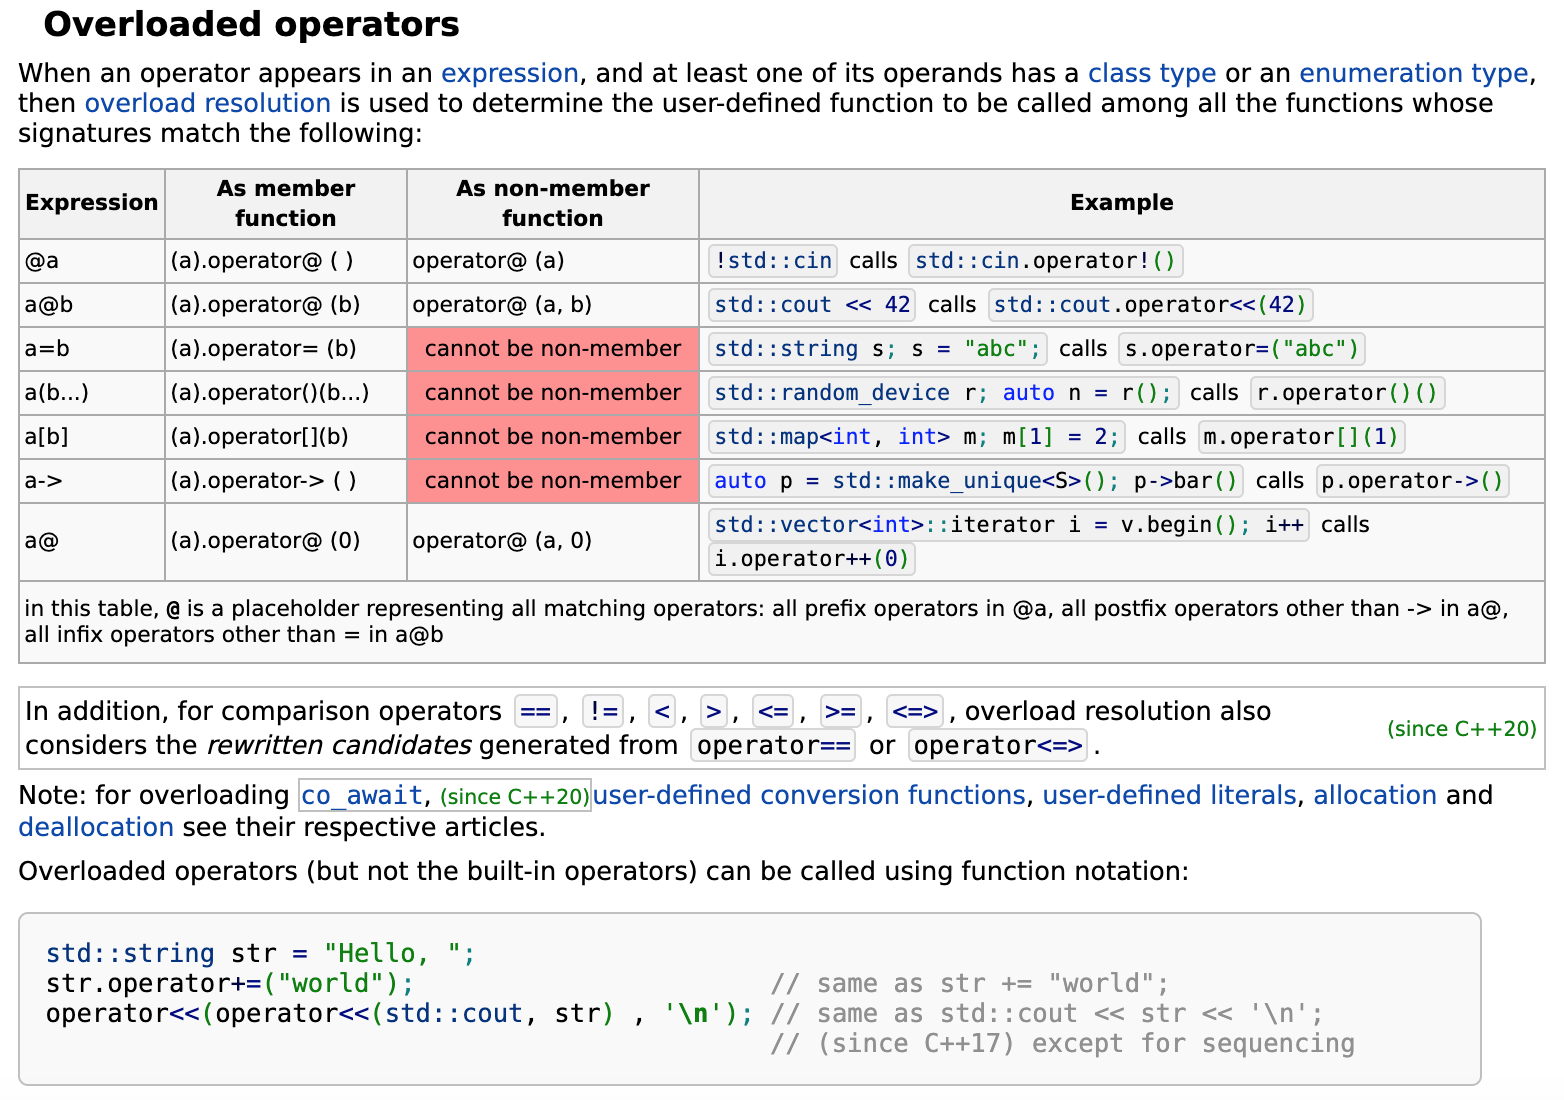 Overloaded operators
When an operator appears in an expression, and at least one of its operands has a class type or an enumeration type,
then overload resolution is used to determine the user-defined function to be called among all the functions whose
signatures match the following:
Expression As member function As non-member function Example
@a (a).operator@ ( ) operator@ (a) !std::cin calls std::cin.operator!()
a@b (a).operator@ (b) operator@ (a, b) std::cout << 42 calls std::cout.operator<<(42)
a=b (a).operator= (b) cannot be non-member std::string s; s = "abc"; calls s.operator=("abc")
a(b...) (a).operator()(b...) cannot be non-member std::random_device r; auto n = r(); calls r.operator()()
a[b] (a).operator[](b) cannot be non-member std::map<int, int> m; m[1] = 2; calls m.operator[](1)
a-> (a).operator-> ( ) cannot be non-member auto p = std::make_unique<S>(); p->bar() calls p.operator->()
a@ (a).operator@ (0) operator@ (a, 0) std::vector<int>::iterator i = v.begin(); i++ calls
i.operator++(0)
in this table, @ is a placeholder representing all matching operators: all prefix operators in @a, all postfix operators other than -> in a@,
all infix operators other than = in a@b
In addition, for comparison operators ==, !=, <, >, <=, >=, <=>, overload resolution also
considers the rewritten candidates generated from operator== or operator<=>.
(since C++20)
Note: for overloading co_await, (since C++20)user-defined conversion functions, user-defined literals, allocation and
deallocation see their respective articles.
Overloaded operators (but not the built-in operators) can be called using function notation:
std::string str = "Hello, ";
str.operator+=("world");                       // same as str += "world";
operator<<(operator<<(std::cout, str) , '\n'); // same as std::cout << str << '\n';
                                               // (since C++17) except for sequencing